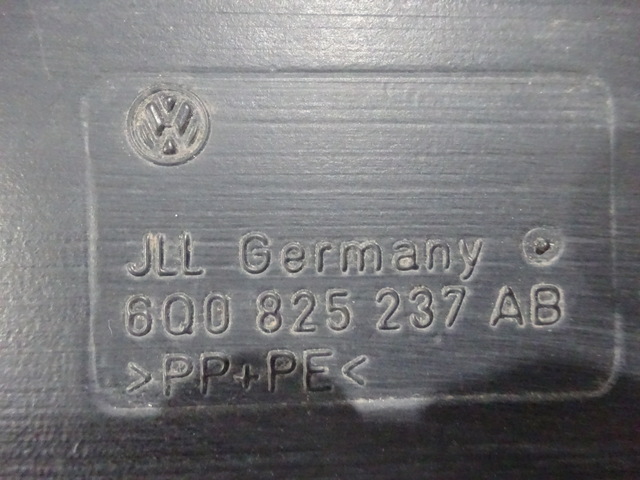 VW
JLL Germany
6Q0 825 237 AB
>PP+PE<